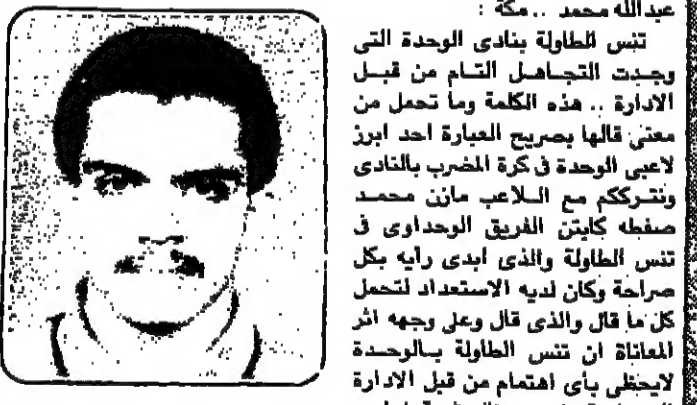 عبدالله محمد .. مكة :
تنس الطاولة بنادى الوحدة التى
وجدت التجاهل التام من قبل
الادارة .. هذه الكلمة وما تحمل من
معنى قالها بصريح العبارة احد ابرز
لاعبى الوحدة فى كرة المضرب بالنادى
ونترككم مع اللاعب مازن محمد
صفطه كابتن الفريق الوحداوى فى
تنس الطاولة والذى ابدى رأيه بكل
صراحة وكان لديه الاستعداد لتحمل
كل ما قال والذى قال وعلى وجهه اثر
المعاناة ان تنس الطاولة بالوحدة
لايحظى بأى اهتمام من قبل الادارة